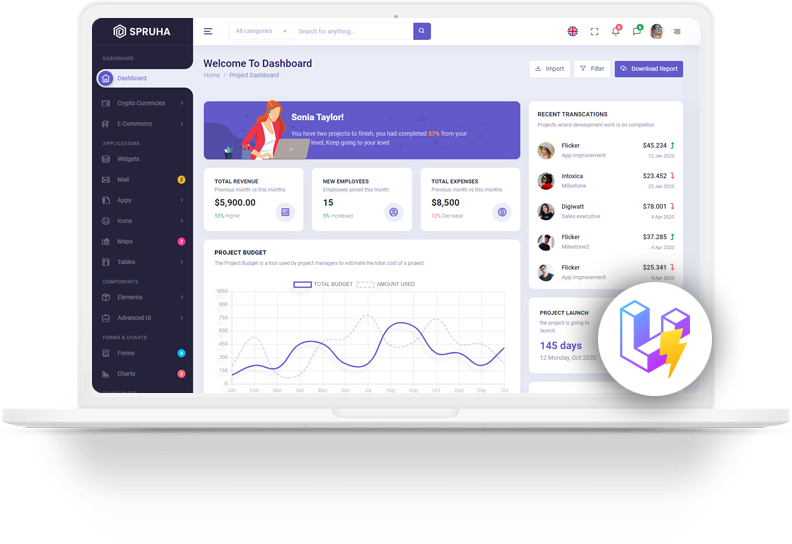 SPRUHA
All categories
Search for anything...
4
6
DASHBOARD
Dashboard
Crypto Currencies
E-Commerce
APPLICATIONS
Widgets
Mail
2
Apps
Icons
Maps
2
Tables
COMPONENTS
Elements
Advanced UI
FORMS & CHARTS
Forms
6
Charts
5
Welcome To Dashboard
Home / Project Dashboard
Import
Filter
Download Report
Sonia Taylor!
You have two projects to finish, you had completed 57% from your
level, Keep going to your level
TOTAL REVENUE
Previous month vs this months
$5,900.00
55% Higher
NEW EMPLOYEES
Employees joined this month
15
5% Increased
TOTAL EXPENSES
Previous month vs this months
$8,500
12% Decrease
PROJECT BUDGET
The Project Budget is a tool used by project managers to estimate the total cost of a project
TOTAL BUDGET
AMOUNT USED
1050
900
750
600
450
300
150
0
Jan Feb Mar Apr May Jun Jul Aug Sep Oct Nov Sep Oct
RECENT TRANSCATIONS
Projects where development work is on completion
Flicker $45.234
App improvement 12 Jan 2020
Intoxica $23.452
Milestone 23 Jan 2020
Digiwatt $78.001
Sales executive 4 Apr 2020
Flicker $37.285
Milestone2 4 Apr 2020
Flicker $25.341
App improvement 4 Apr 2020
PROJECT LAUNCH
the project is going to
launch
145 days
12 Monday, Oct 2020